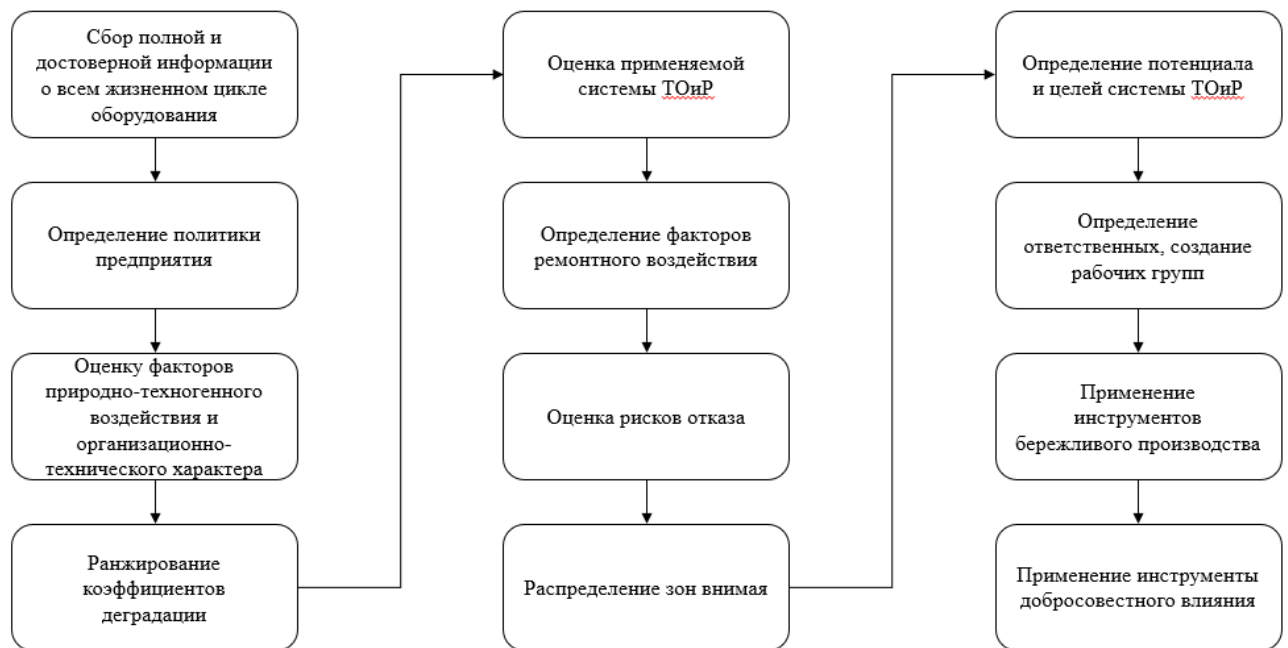 Сбор полной и
достоверной информации
о всем жизненном цикле
оборудования
Определение политики
предприятия
Оценку факторов
природно-техногенного
воздействия и
организационно-
технического характера
Ранжирование
коэффициентов
деградации
Оценка применяемой
системы ТОиР
Определение факторов
ремонтного воздействия
Оценка рисков отказа
Распределение зон внимая
Определение потенциала
и целей системы ТОиР
Определение
ответственных, создание
рабочих групп
Применение
инструментов
бережливого производства
Применение инструменты
добросовестного влияния